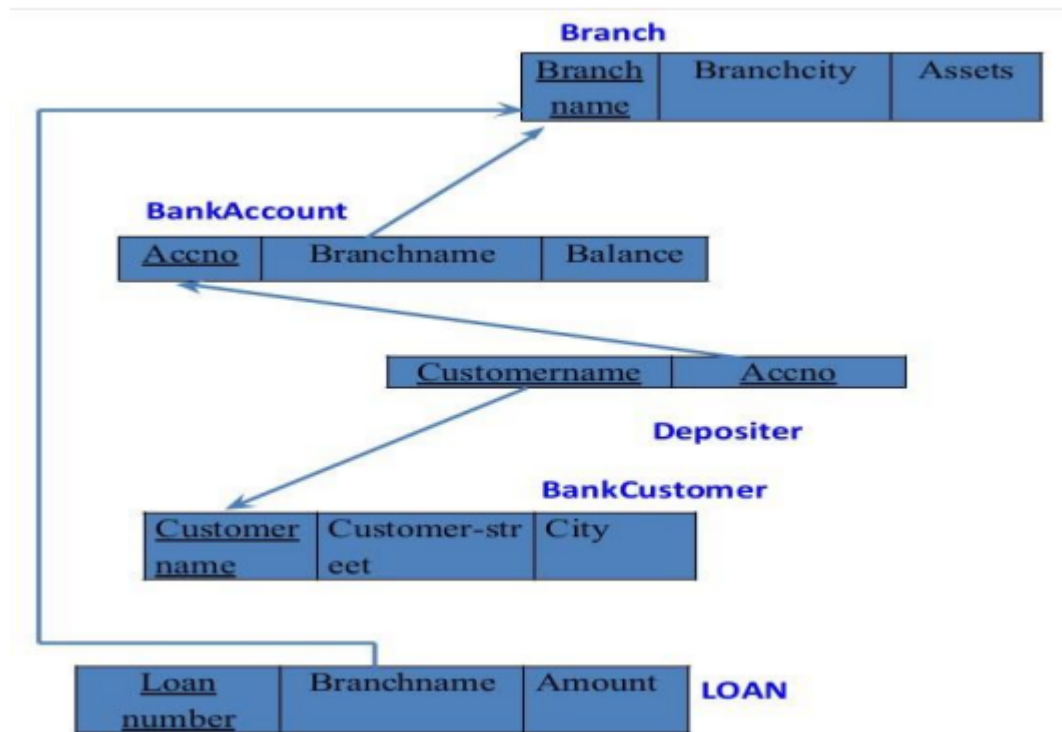 Branch
Branch Branchcity Assets
name
BankAccount
Accno Branchname Balance
Customername Accno
Depositer
BankCustomer
Customer Customer-str City
name eet
Loan Branchname Amount
number
LOAN